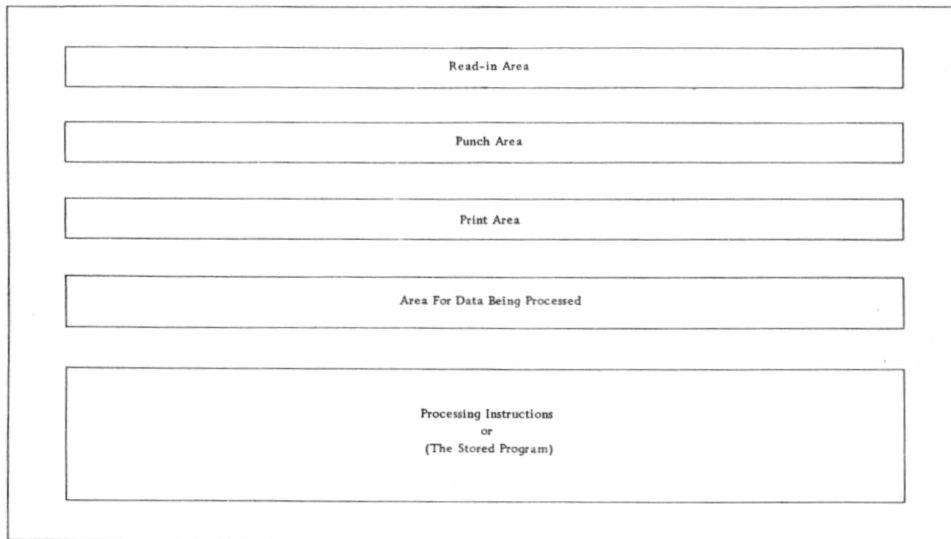 Read-in Area
Punch Area
Print Area
Area For Data Being Processed
Processing Instructions
or
(The Stored Program)